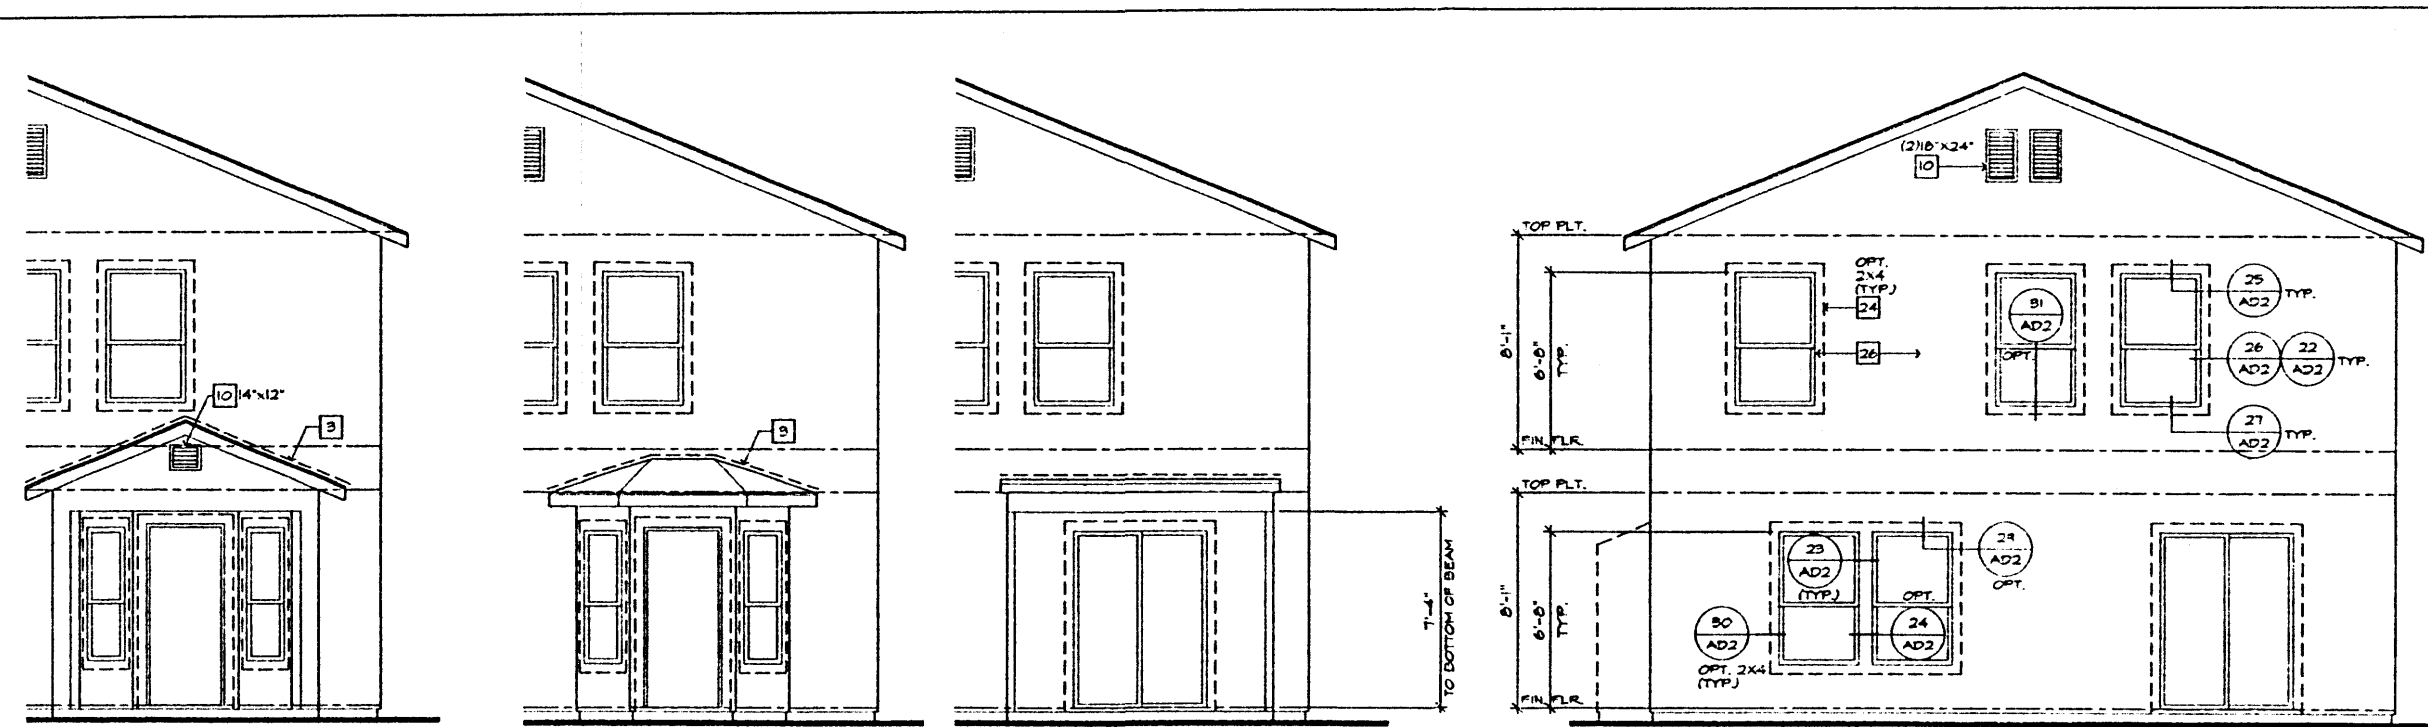 10 14"x12"
3
3
7'-4"
TO BOTTOM OF BEAM
(2)18"x24"
10
TOP PLT.
8'-1"
6'-8"
TYP.
OPT.
2x4
(TYP.)
24
26
31
AD2
OPT.
25
AD2
TYP.
26
AD2
22
AD2
TYP.
27
AD2
TYP.
FIN. FLR.
TOP PLT.
8'-1"
6'-8"
TYP.
23
AD2
(TYP.)
29
AD2
OPT.
OPT.
24
AD2
30
AD2
OPT. 2x4
(TYP.)
FIN. FLR.